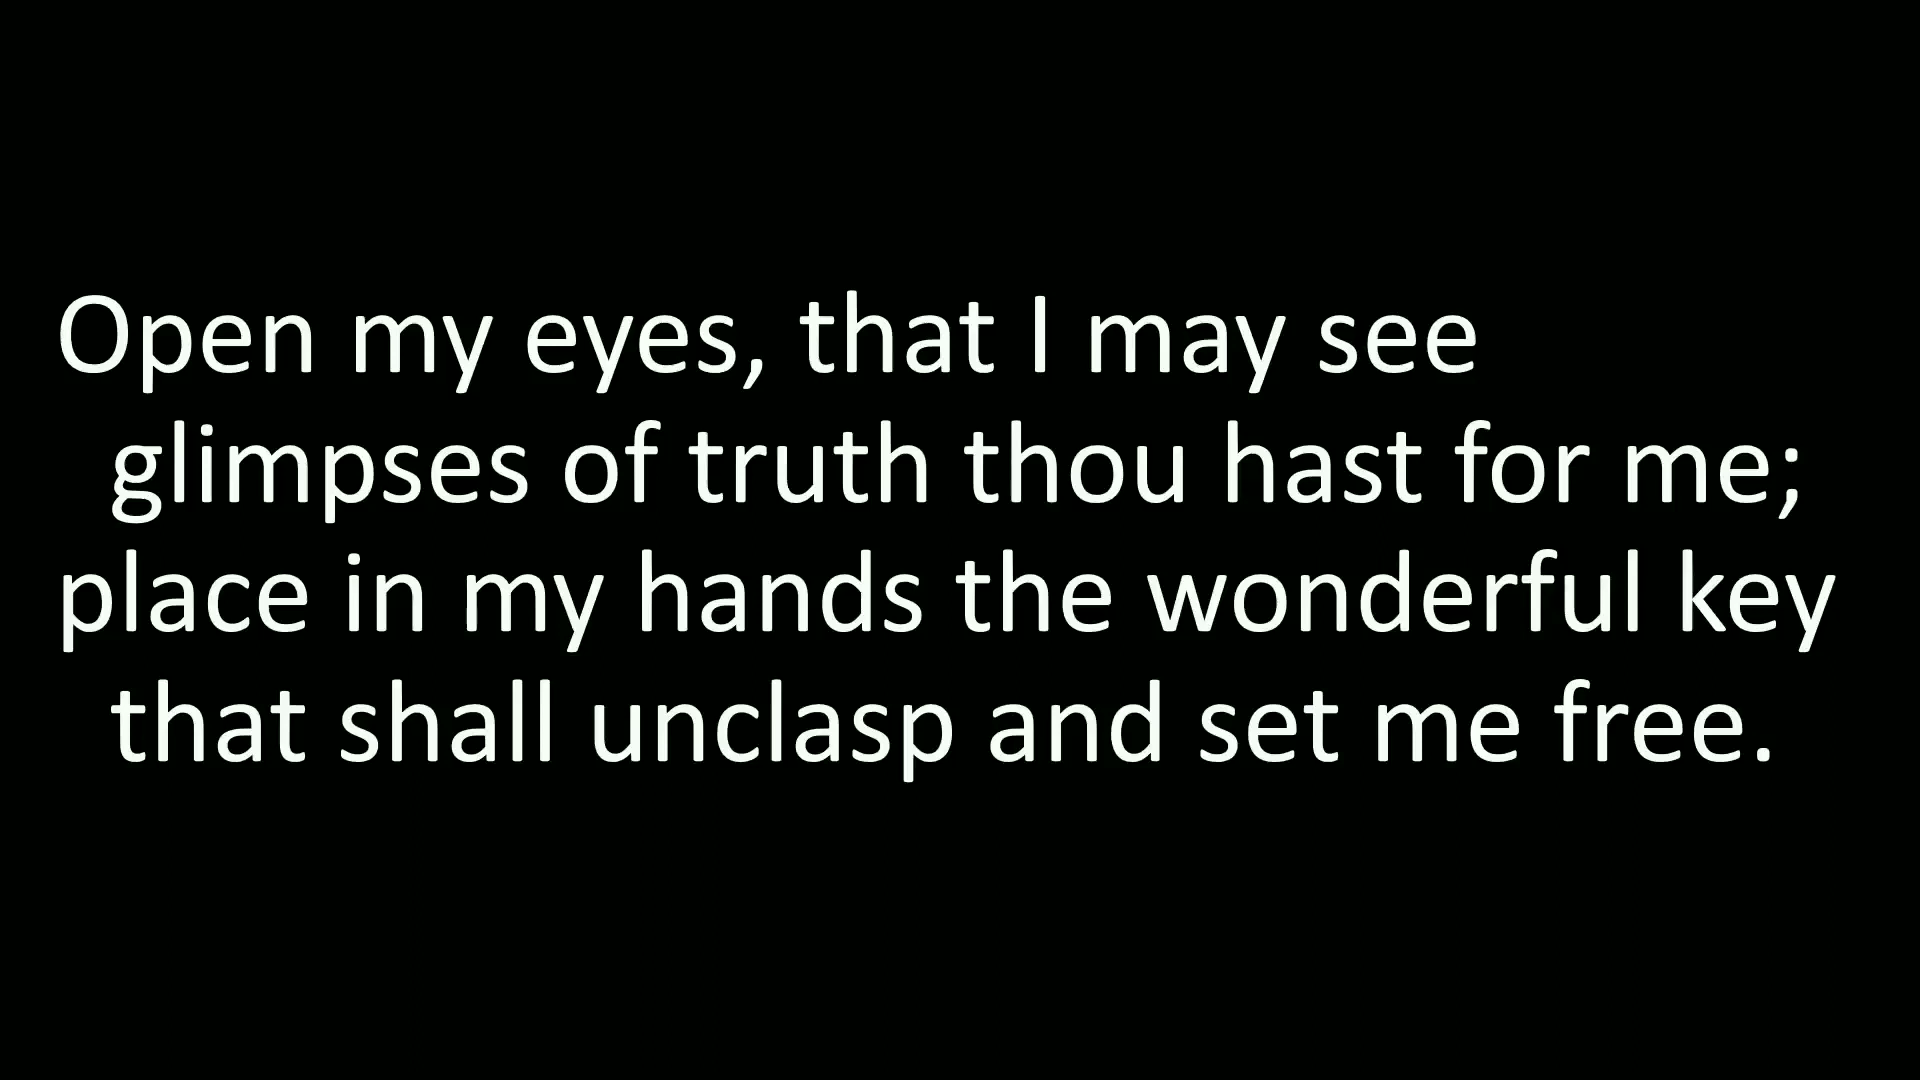 Open my eyes, that I may see
glimpses of truth thou hast for me;
place in my hands the wonderful key
that shall unclasp and set me free.